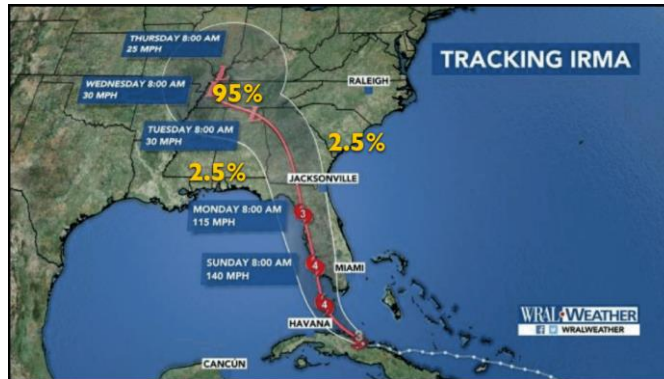 THURSDAY 8:00 AM
25 MPH
TRACKING IRMA
WEDNESDAY 8:00 AM
30 MPH
RALEIGH
95%
TUESDAY 8:00 AM
30 MPH
2.5%
2.5%
JACKSONVILLE
MONDAY 8:00 AM
115 MPH
3
SUNDAY 8:00 AM
140 MPH
4
MIAMI
4
HAVANA
3
WRAL WEATHER
WRALWEATHER
CANCÚN